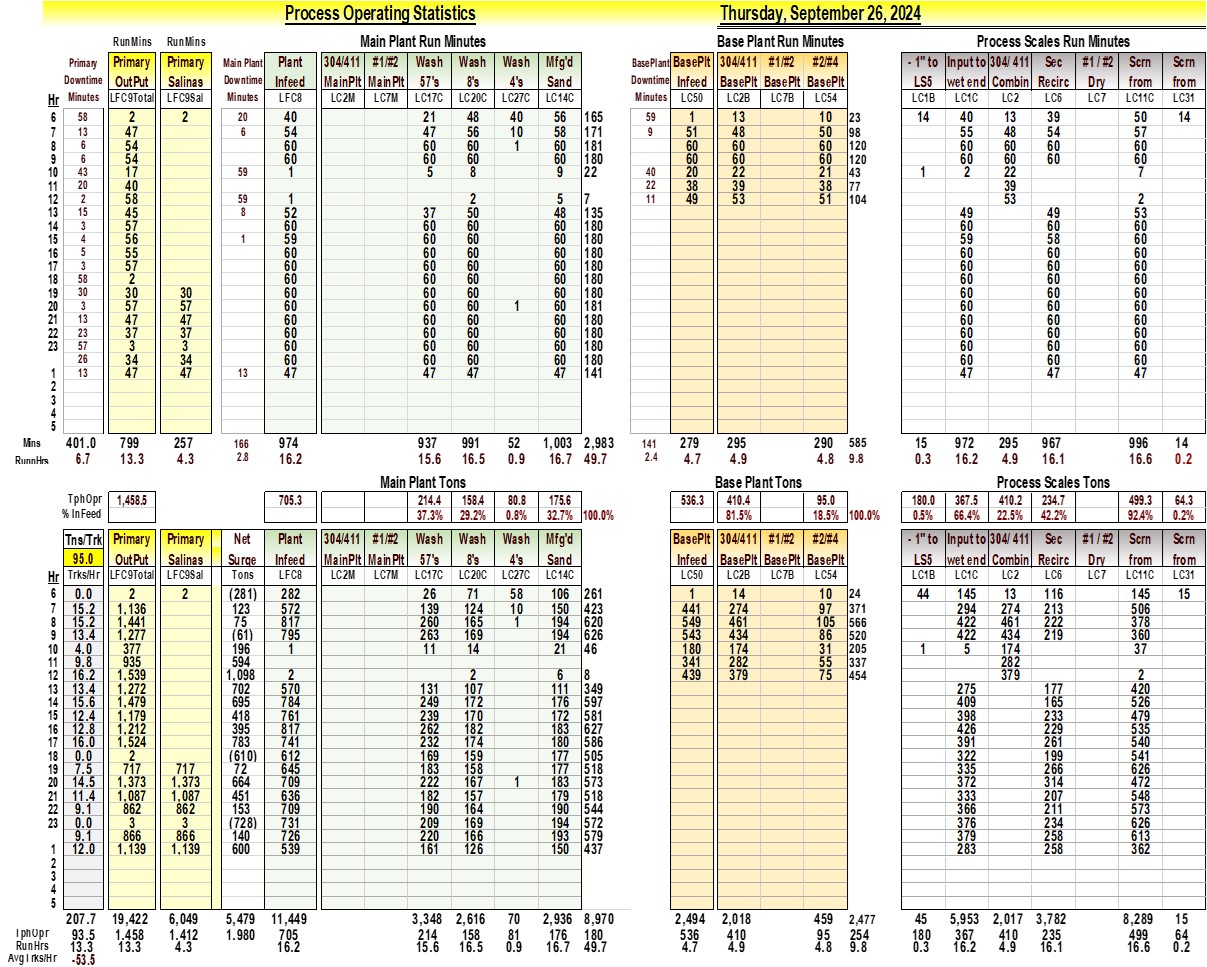 Process Operating Statistics Thursday, September 26, 2024
RunMins RunMins Main Plant Run Minutes Base Plant Run Minutes Process Scales Run Minutes
Primary Primary Primary Main Plant Plant 304/411 #1/#2 Wash Wash Wash Mfg'd BasePlant BasePlt 304/411 #1/#2 #2/#4 - 1" to Input to 304/ 411 Sec #1 / #2 Scrn Scrn
Downtime OutPut Salinas Downtime Infeed MainPlt MainPlt 57's 8's 4's Sand Downtime Infeed BasePlt BasePlt BasePlt LS5 wet end Combin Recirc Dry from from
Hr Minutes LFC9Total LFC9Sal Minutes LFC8 LC2M LC7M LC17C LC20C LC27C LC14C Minutes LC50 LC2B LC7B LC54 LC1B LC1C LC2 LC6 LC7 LC11C LC31
6 58 2 2 20 40 21 48 40 56 165 59 1 13 10 23 14 40 13 39 50 14
7 13 47 6 54 47 56 10 58 171 9 51 48 50 98 55 48 54 57
8 6 54 60 60 60 1 60 181 60 60 60 120 60 60 60 60
9 6 54 60 60 60 60 180 60 60 60 120 60 60 60 60
10 43 17 59 1 5 8 9 22 40 20 22 21 43 1 2 22 7
11 20 40 22 38 39 38 77 39
12 2 58 59 1 2 5 7 11 49 53 51 104 53 2
13 15 45 8 52 37 50 48 135 49 49 53
14 3 57 60 60 60 60 180 60 60 60
15 4 56 1 59 60 60 60 180 59 58 60
16 5 55 60 60 60 60 180 60 60 60
17 3 57 60 60 60 60 180 60 60 60
18 58 2 60 60 60 60 180 60 60 60
19 30 30 30 60 60 60 60 180 60 60 60
20 3 57 57 60 60 60 1 60 181 60 60 60
21 13 47 47 60 60 60 60 180 60 60 60
22 23 37 37 60 60 60 60 180 60 60 60
23 57 3 3 60 60 60 60 180 60 60 60
26 34 34 60 60 60 60 180 60 60 60
1 13 47 47 13 47 47 47 47 141 47 47 47
2
3
4
5
Mins 401.0 799 257 166 974 937 991 52 1,003 2,983 141 279 295 290 585 15 972 295 967 996 14
RunnHrs 6.7 13.3 4.3 2.8 16.2 15.6 16.5 0.9 16.7 49.7 2.4 4.7 4.9 4.8 9.8 0.3 16.2 4.9 16.1 16.6 0.2
Main Plant Tons Base Plant Tons Process Scales Tons
TphOpr 1,458.5 705.3 214.4 158.4 80.8 175.6 536.3 410.4 95.0 180.0 367.5 410.2 234.7 499.3 64.3
% InFeed 37.3% 29.2% 0.8% 32.7% 100.0% 81.5% 18.5% 100.0% 0.5% 66.4% 22.5% 42.2% 92.4% 0.2%
Tns/Trk Primary Primary Net Plant 304/411 #1/#2 Wash Wash Wash Mfg'd BasePlt 304/411 #1/#2 #2/#4 - 1" to Input to 304/ 411 Sec #1 / #2 Scrn Scrn
95.0 OutPut Salinas Surge Infeed MainPlt MainPlt 57's 8's 4's Sand Infeed BasePlt BasePlt BasePlt LS5 wet end Combin Recirc Dry from from
Hr Trks/Hr LFC9Total LFC9Sal Tons LFC8 LC2M LC7M LC17C LC20C LC27C LC14C LC50 LC2B LC7B LC54 LC1B LC1C LC2 LC6 LC7 LC11C LC31
6 0.0 2 2 (281) 282 26 71 58 106 261 1 14 10 24 44 145 13 116 145 15
7 15.2 1,136 123 572 139 124 10 150 423 441 274 97 371 294 274 213 506
8 15.2 1,441 75 817 260 165 1 194 620 549 461 105 566 422 461 222 378
9 13.4 1,277 (61) 795 263 169 194 626 543 434 86 520 422 434 219 360
10 4.0 377 196 1 11 14 21 46 180 174 31 205 1 5 174 37
11 9.8 935 594 341 282 55 337 282
12 16.2 1,539 1,098 2 2 6 8 439 379 75 454 379 2
13 13.4 1,272 702 570 131 107 111 349 275 177 420
14 15.6 1,479 695 784 249 172 176 597 409 165 526
15 12.4 1,179 418 761 239 170 172 581 398 233 479
16 12.8 1,212 395 817 262 182 183 627 426 229 535
17 16.0 1,524 783 741 232 174 180 586 391 261 540
18 0.0 2 (610) 612 169 159 177 505 322 199 541
19 7.5 717 717 72 645 183 158 177 518 335 266 626
20 14.5 1,373 1,373 664 709 222 167 1 183 573 372 314 472
21 11.4 1,087 1,087 451 636 182 157 179 518 333 207 548
22 9.1 862 862 153 709 190 164 190 544 366 211 573
23 0.0 3 3 (728) 731 209 169 194 572 376 234 626
9.1 866 866 140 726 220 166 193 579 379 258 613
1 12.0 1,139 1,139 600 539 161 126 150 437 283 258 362
2
3
4
5
207.7 19,422 6,049 5,479 11,449 3,348 2,616 70 2,936 8,970 2,494 2,018 459 2,477 45 5,953 2,017 3,782 8,289 15
TphOpr 93.5 1,458 1,412 1.980 705 214 158 81 176 180 536 410 95 254 180 367 410 235 499 64
RunHrs 13.3 13.3 4.3 16.2 15.6 16.5 0.9 16.7 49.7 4.7 4.9 4.8 9.8 0.3 16.2 4.9 16.1 16.6 0.2
AvgTrks/Hr -53.5